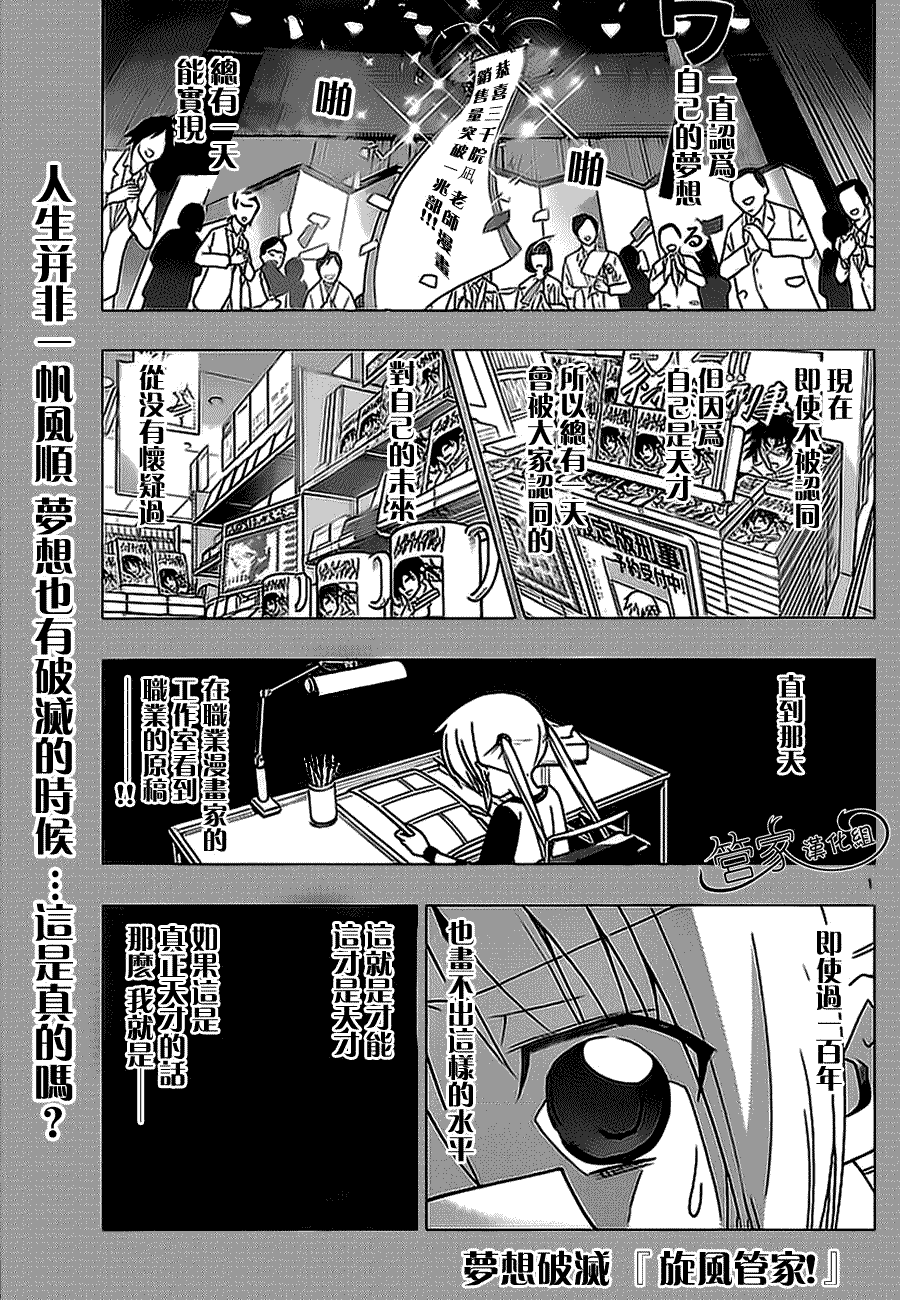 ワ
一直認爲
自己的夢想
總有一天
能實現
啪
啪
恭喜三千院凪老師漫畫
銷售量突破一兆部!!!
る
現在
即使不被認同
但因爲
自己是天才
所以總有一天
會被大家認同的
對自己的未來
從没有懷疑過
予約受付中
直到那天
在職業漫畫家的
工作室看到
職業的原稿
——!!
管家漢化組
1
即使過一百年
也畫不出這樣的水平
這就是才能
這才是天才
如果這是
真正天才的話
那麼 我就是——
人生并非一帆風順 夢想也有破滅的時候…這是真的嗎?
夢想破滅『旋風管家!』